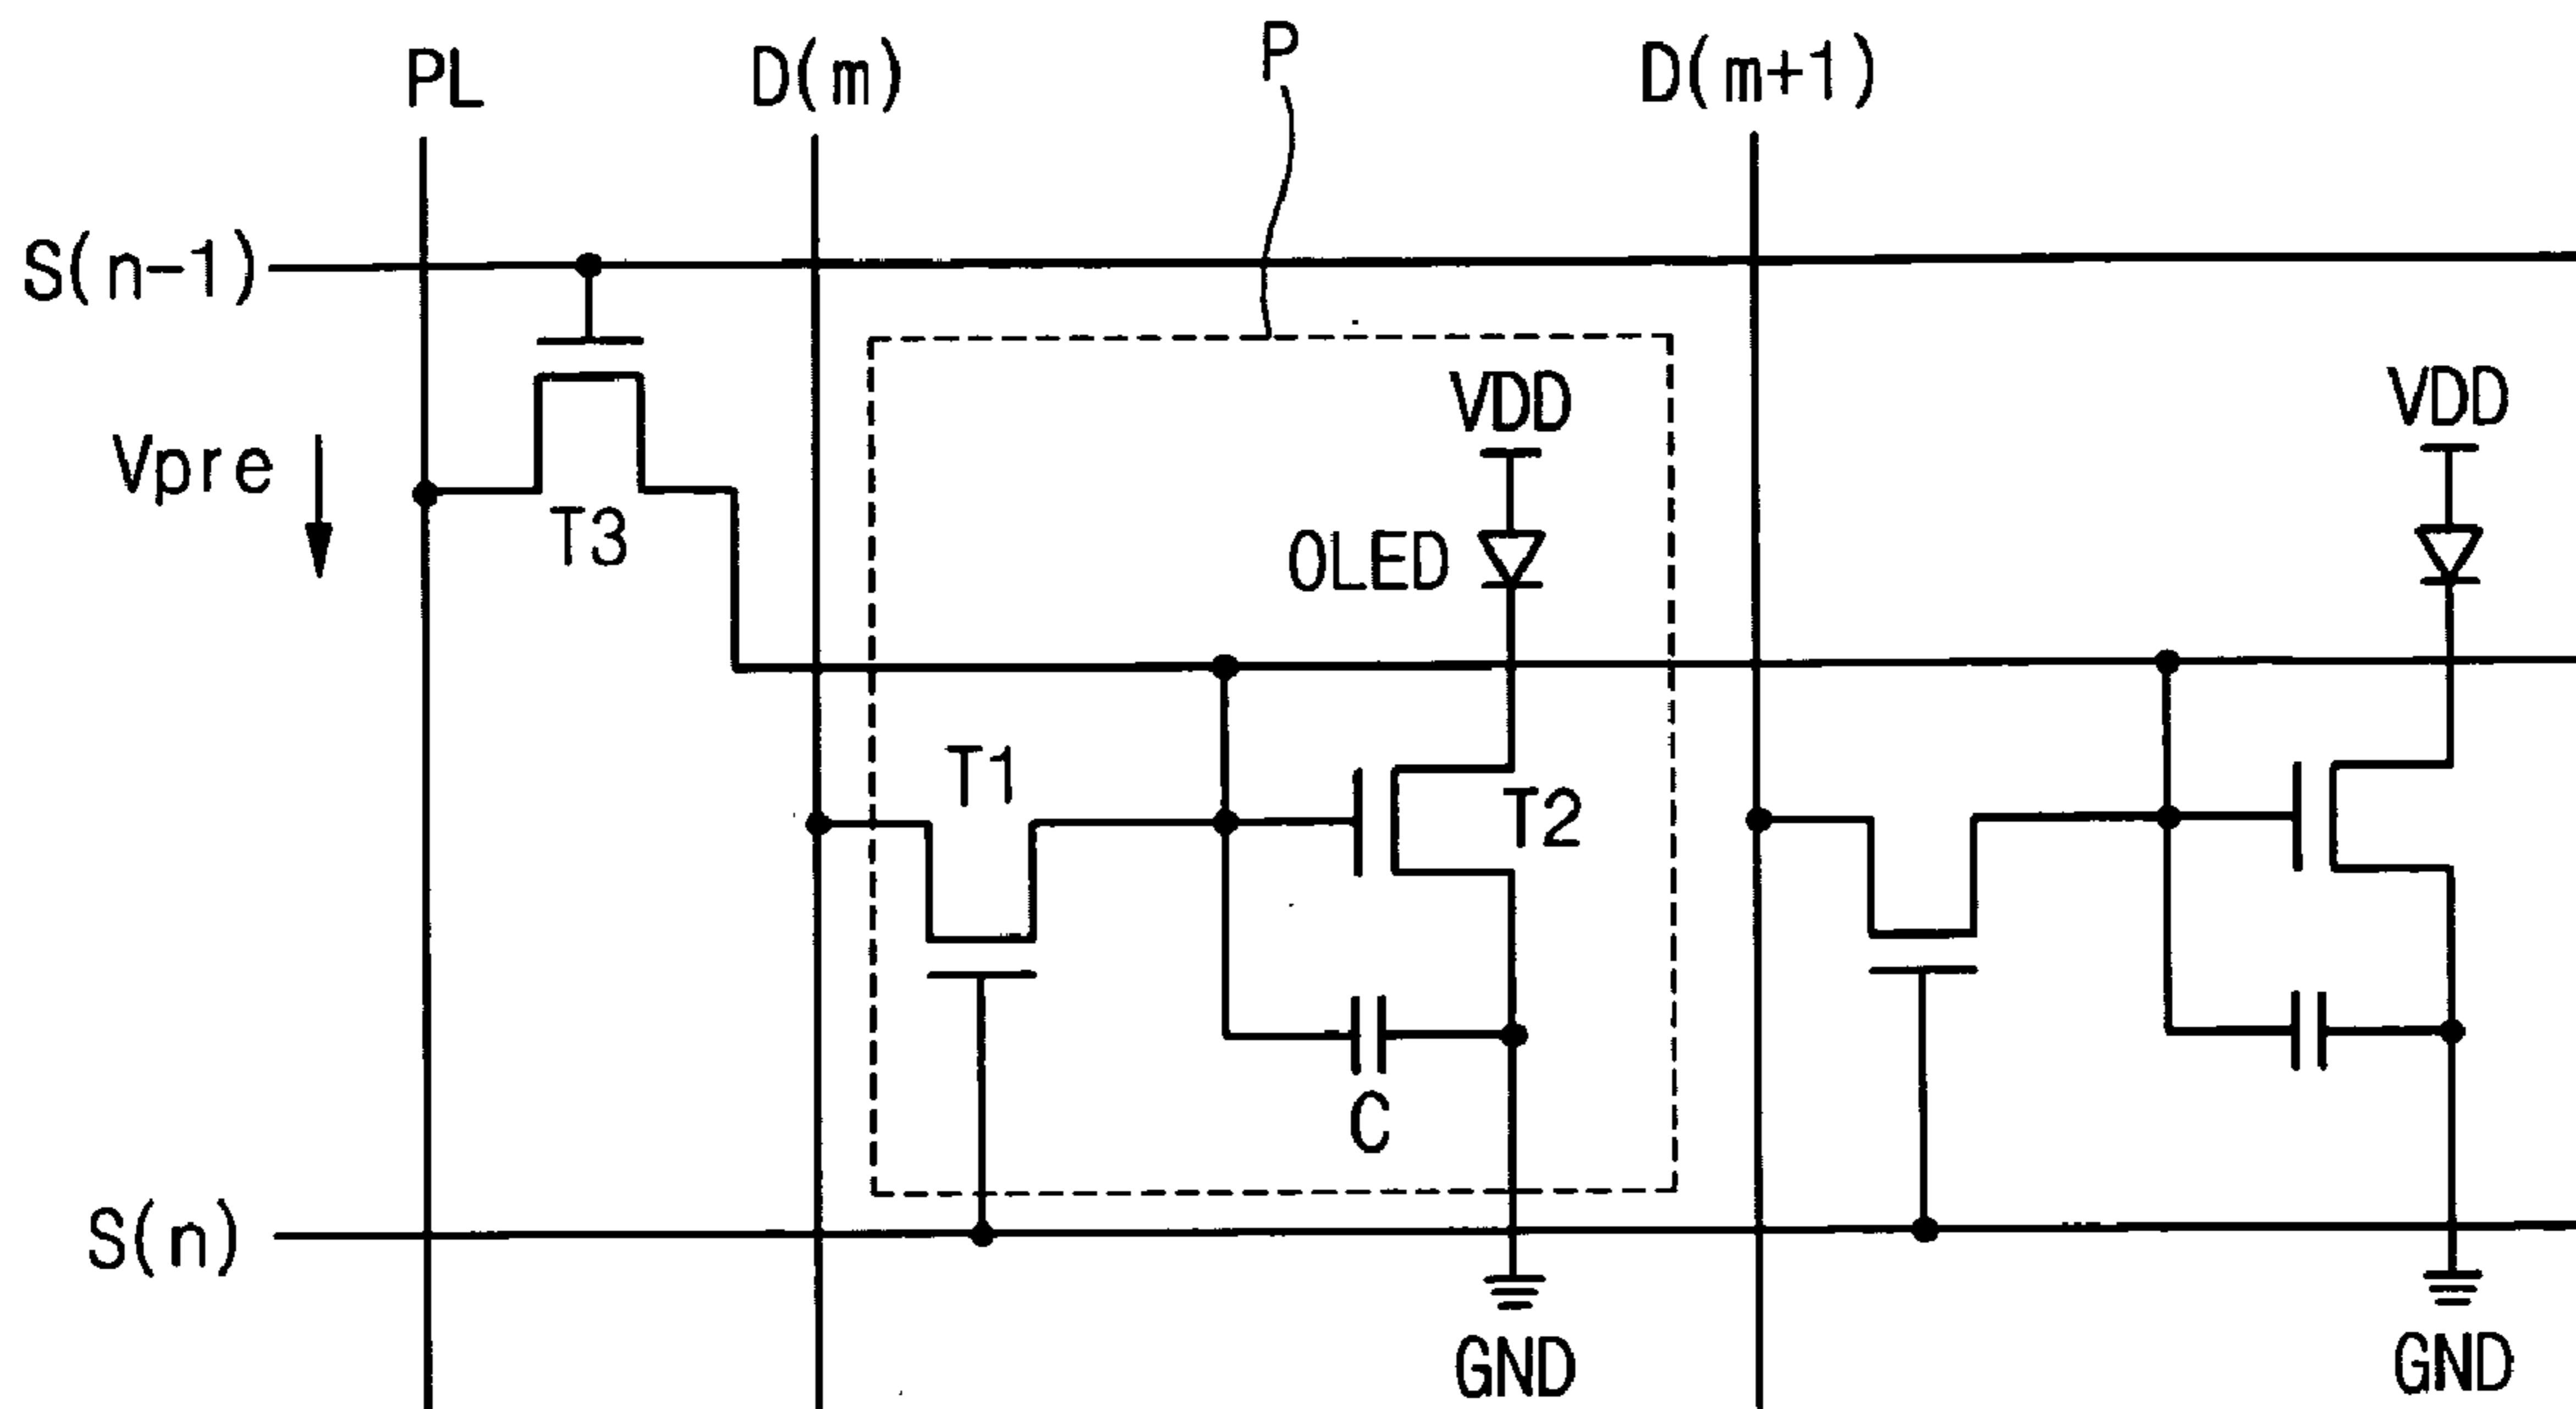 PL
D(m)
P
D(m+1)
S(n-1)
Vpre
T3
VDD
VDD
OLED
T1
T2
C
S(n)
GND
GND